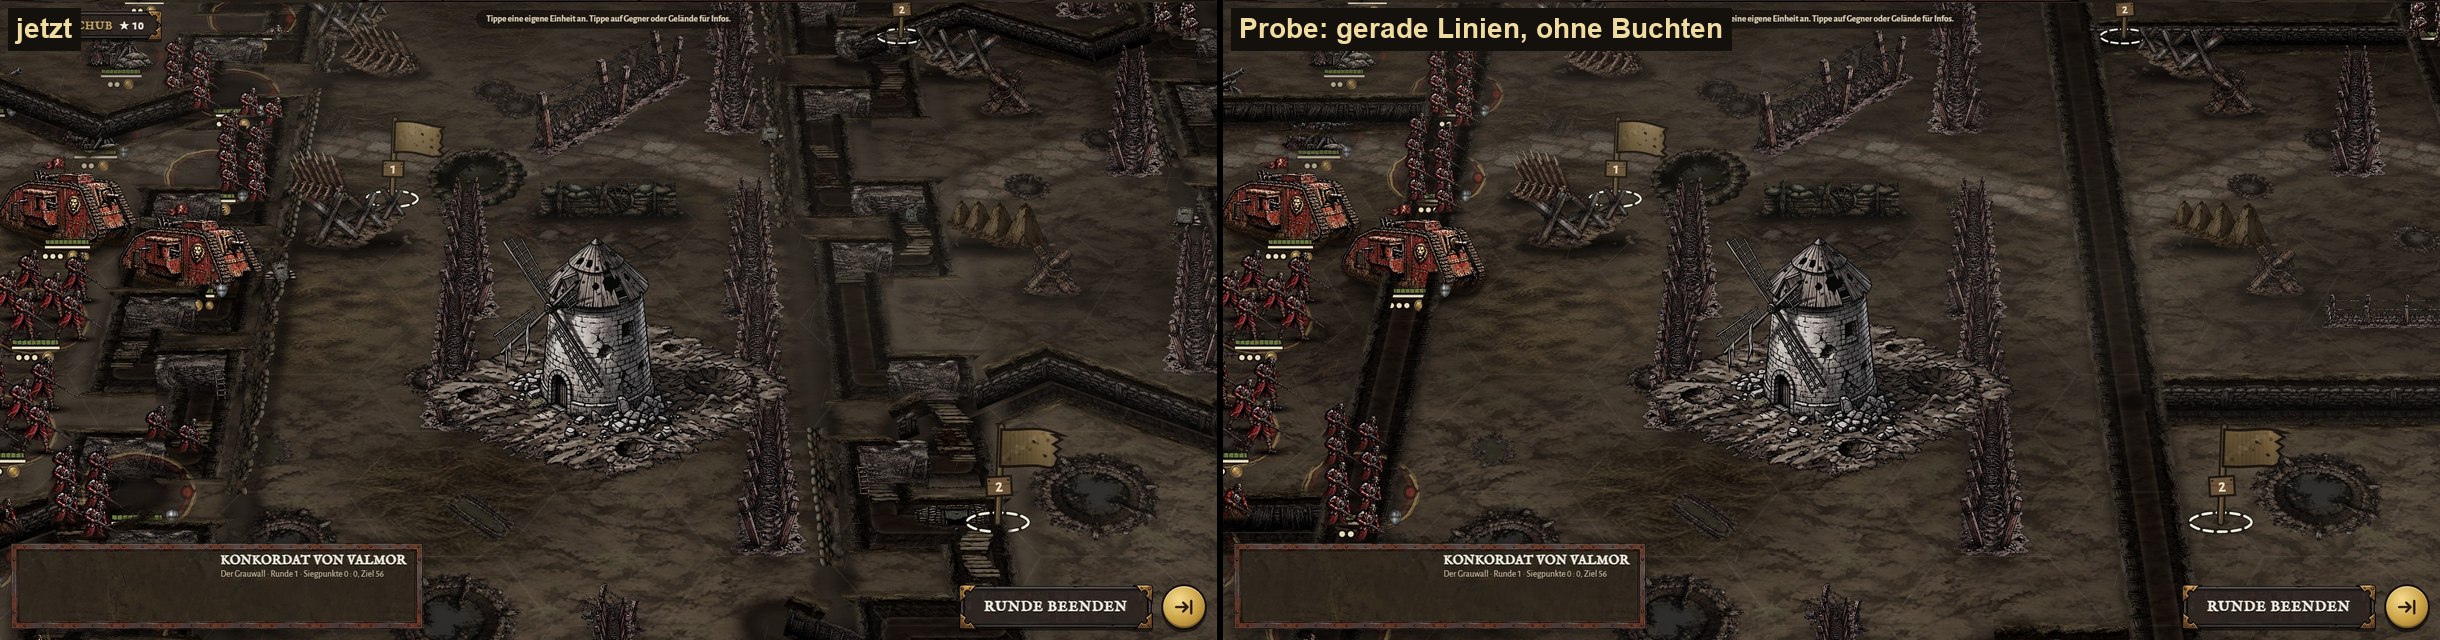 jetzt
CHUB ★ 10
Tippe eine eigene Einheit an. Tippe auf Gegner oder Gelände für Infos.
2
1
2
KONKORDAT VON VALMOR
Der Grauwall · Runde 1 · Siegpunkte 0 : 0, Ziel 56
RUNDE BEENDEN
Probe: gerade Linien, ohne Buchten
eine eigene Einheit an. Tippe auf Gegner oder Gelände für Infos.
2
1
2
KONKORDAT VON VALMOR
Der Grauwall · Runde 1 · Siegpunkte 0 : 0, Ziel 56
RUNDE BEENDEN